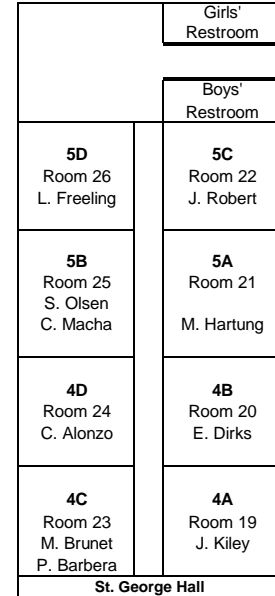 Girls'
Restroom
Boys'
Restroom
5D
Room 26
L. Freeling
5C
Room 22
J. Robert
5B
Room 25
S. Olsen
C. Macha
5A
Room 21
M. Hartung
4D
Room 24
C. Alonzo
4B
Room 20
E. Dirks
4C
Room 23
M. Brunet
P. Barbera
4A
Room 19
J. Kiley
St. George Hall